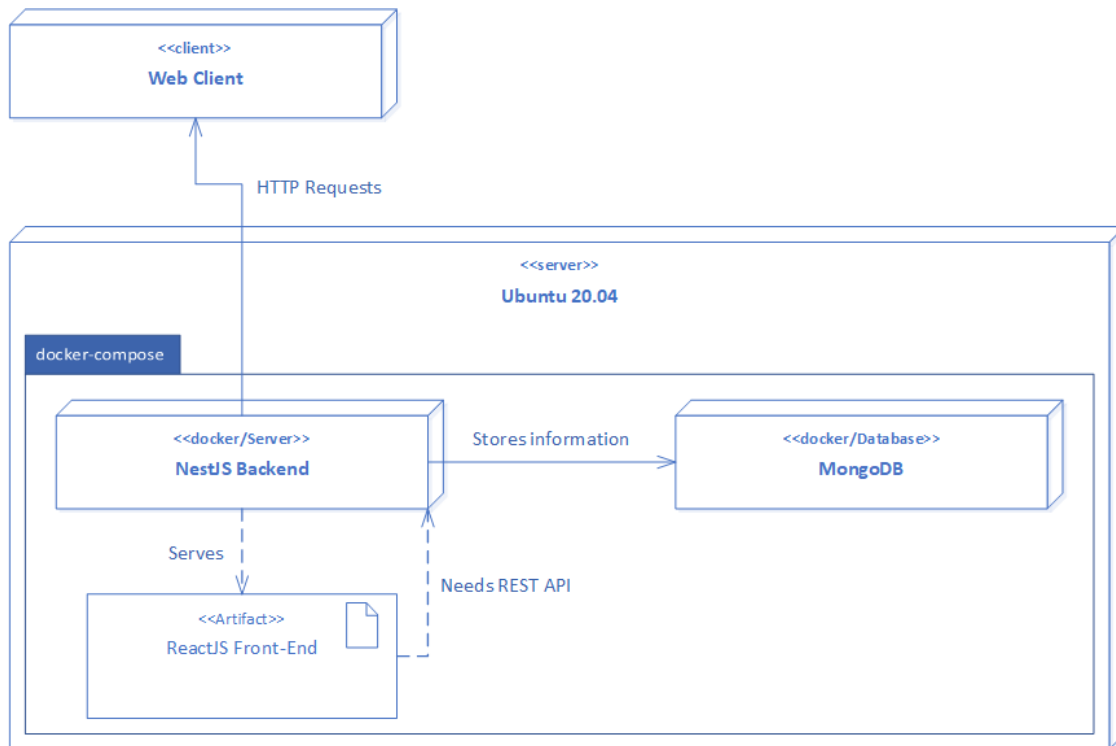 <<client>>
Web Client
HTTP Requests
<<server>>
Ubuntu 20.04
docker-compose
<<docker/Server>>
NestJS Backend
Stores information
<<docker/Database>>
MongoDB
Serves
Needs REST API
<<Artifact>>
ReactJS Front-End